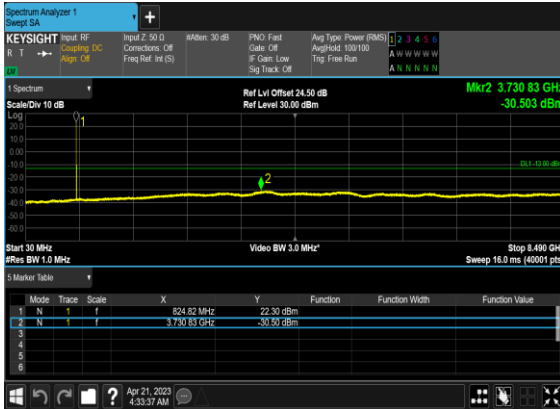 Spectrum Analyzer 1
Swept SA
+
KEYSIGHT Input: RF Input Z: 50 Ω #Atten: 30 dB PNO: Fast Avg Type: Power (RMS) 1 2 3 4 5 6
R T Coupling: DC Corrections: Off Gate: Off Avg|Hold: 100/100 A W W W W W
Align: Off Freq Ref: Int (S) IF Gain: Low Trig: Free Run
Sig Track: Off A N N N N N
1 Spectrum Ref Lvl Offset 24.50 dB Mkr2 3.730 83 GHz
Scale/Div 10 dB Ref Level 30.00 dBm -30.503 dBm
Log
20.0
10.0
0.00
-10.0
-20.0
-30.0
-40.0
-50.0
-60.0
1
2
DL1 -13.00 dBm
Start 30 MHz Video BW 3.0 MHz* Stop 8.490 GHz
#Res BW 1.0 MHz Sweep 16.0 ms (40001 pts)
5 Marker Table
Mode Trace Scale X Y Function Function Width Function Value
1 N 1 f 824.82 MHz 22.30 dBm
2 N 1 f 3.730 83 GHz -30.50 dBm
3
4
5
6
? Apr 21, 2023
4:33:37 AM